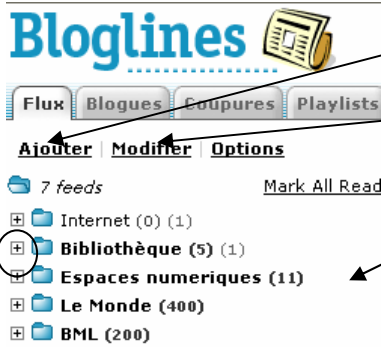 Bloglines
Flux Blogues Coupures Playlists
Ajouter | Modifier | Options
7 feeds Mark All Read
Internet (0) (1)
Bibliothèque (5) (1)
Espaces numeriques (11)
Le Monde (400)
BML (200)